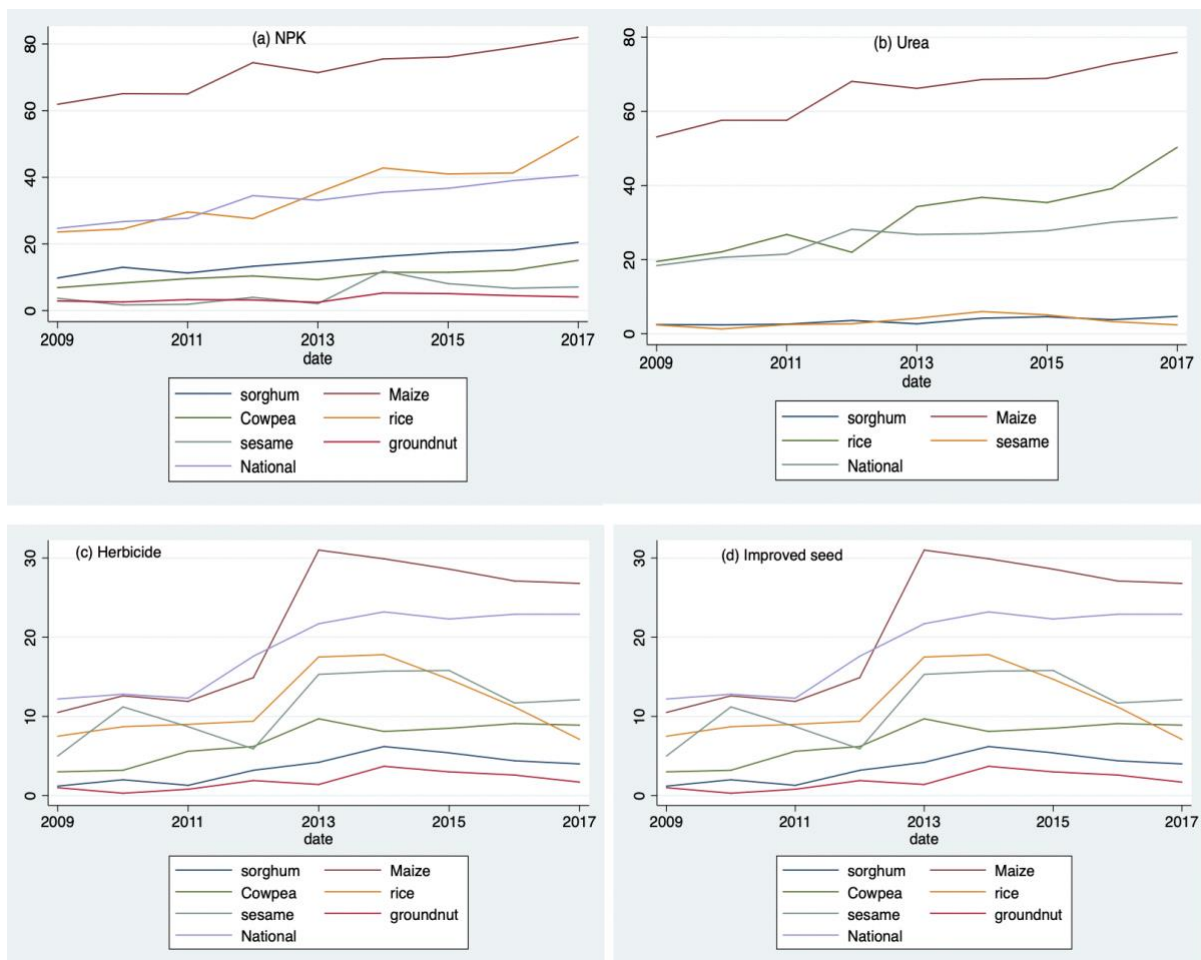 (a) NPK
80
60
40
20
0
2009 2011 2013 2015 2017
date
sorghum Maize
Cowpea rice
sesame groundnut
National
(b) Urea
80
60
40
20
0
2009 2011 2013 2015 2017
date
sorghum Maize
rice sesame
National
(c) Herbicide
30
20
10
0
2009 2011 2013 2015 2017
date
sorghum Maize
Cowpea rice
sesame groundnut
National
(d) Improved seed
30
20
10
0
2009 2011 2013 2015 2017
date
sorghum Maize
Cowpea rice
sesame groundnut
National